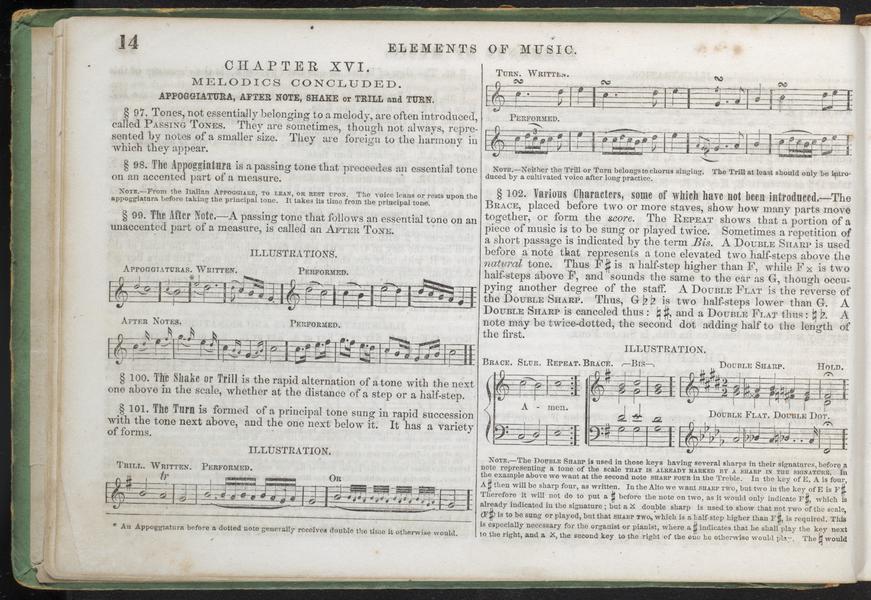 14
ELEMENTS OF MUSIC.
CHAPTER XVI.
MELODICS CONCLUDED.
APPOGGIATURA, AFTER NOTE, SHAKE or TRILL and TURN.
§ 97. Tones, not essentially belonging to a melody, are often introduced,
called PASSING TONES. They are sometimes, though not always, repre-
sented by notes of a smaller size. They are foreign to the harmony in
which they appear.
§ 98. The Appoggiatura is a passing tone that preceedes an essential tone
on an accented part of a measure.
NOTE.—From the Italian APPOGGIARE, TO LEAN, OR REST UPON. The voice leans or rests upon the
appoggiatura before taking the principal tone. It takes its time from the principal tone.
§ 99. The After Note.—A passing tone that follows an essential tone on an
unaccented part of a measure, is called an AFTER TONE.
ILLUSTRATIONS.
APPOGGIATURAS. WRITTEN. PERFORMED.
*
AFTER NOTES. PERFORMED.
§ 100. The Shake or Trill is the rapid alternation of a tone with the next
one above in the scale, whether at the distance of a step or a half-step.
§ 101. The Turn is formed of a principal tone sung in rapid succession
with the tone next above, and the one next below it. It has a variety
of forms.
ILLUSTRATION.
TRILL. WRITTEN. PERFORMED.
tr OR
* An Appoggiatura before a dotted note generally receives double the time it otherwise would.
TURN. WRITTEN.
PERFORMED.
3
NOTE.—Neither the Trill or Turn belongs to chorus singing. The Trill at least should only be intro-
duced by a cultivated voice after long practice.
§ 102. Various Characters, some of which have not been introduced.—The
BRACE, placed before two or more staves, show how many parts move
together, or form the score. The REPEAT shows that a portion of a
piece of music is to be sung or played twice. Sometimes a repetition of
a short passage is indicated by the term Bis. A DOUBLE SHARP is used
before a note that represents a tone elevated two half-steps above the
natural tone. Thus F♯ is a half-step higher than F, while F× is two
half-steps above F, and sounds the same to the ear as G, though occu-
pying another degree of the staff. A DOUBLE FLAT is the reverse of
the DOUBLE SHARP. Thus, G♭♭ is two half-steps lower than G. A
DOUBLE SHARP is canceled thus: ♮♯, and a DOUBLE FLAT thus: ♮♭. A
note may be twice-dotted, the second dot adding half to the length of
the first.
ILLUSTRATION.
BRACE. SLUR. REPEAT. BRACE. —BIS— DOUBLE SHARP. HOLD.
A - men.
DOUBLE FLAT. DOUBLE DOT.
NOTE.—The DOUBLE SHARP is used in those keys having several sharps in their signatures, before a
note representing a tone of the scale THAT IS ALREADY MARKED BY A SHARP IN THE SIGNATURE. In
the example above we want at the second note SHARP FOUR in the Treble. In the key of E, A is four,
A♯ then will be sharp four, as written. In the Alto we want SHARP TWO, but two in the key of E is F♯.
Therefore it will not do to put a ♯ before the note on two, as it would only indicate F♯, which is
already indicated in the signature; but a X double sharp is used to show that not two of the scale,
(F♯) is to be sung or played, but that SHARP TWO, which is a half-step higher than F♯, is required. This
is especially necessary for the organist or pianist, where a ♯ indicates that he shall play the key next
to the right, and a X, the second key to the right of the one he otherwise would play. The ♯ would